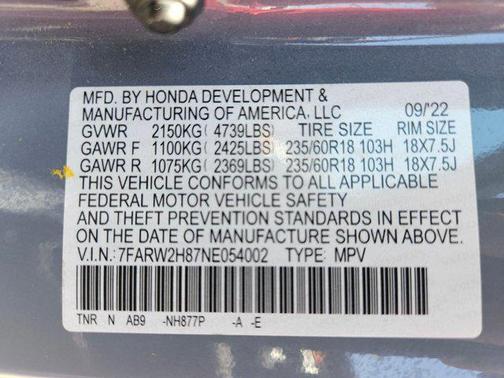 MFD. BY HONDA DEVELOPMENT &
MANUFACTURING OF AMERICA, LLC 09/'22
GVWR 2150KG( 4739LBS) TIRE SIZE RIM SIZE
GAWR F 1100KG( 2425LBS) 235/60R18 103H 18X7.5J
GAWR R 1075KG( 2369LBS) 235/60R18 103H 18X7.5J
THIS VEHICLE CONFORMS TO ALL APPLICABLE
FEDERAL MOTOR VEHICLE SAFETY
AND THEFT PREVENTION STANDARDS IN EFFECT
ON THE DATE OF MANUFACTURE SHOWN ABOVE.
V.I.N.: 7FARW2H87NE054002 TYPE: MPV
TNR N AB9 -NH877P -A -E